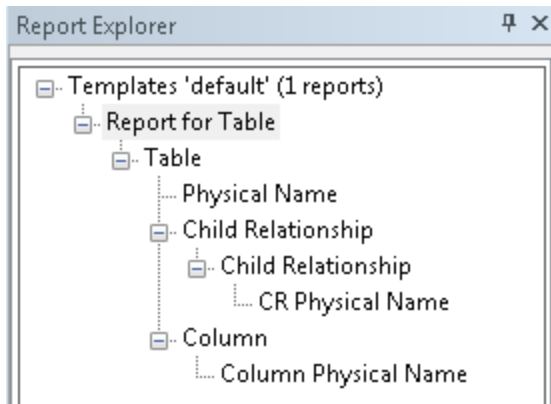 Report Explorer
Templates 'default' (1 reports)
Report for Table
Table
Physical Name
Child Relationship
Child Relationship
CR Physical Name
Column
Column Physical Name